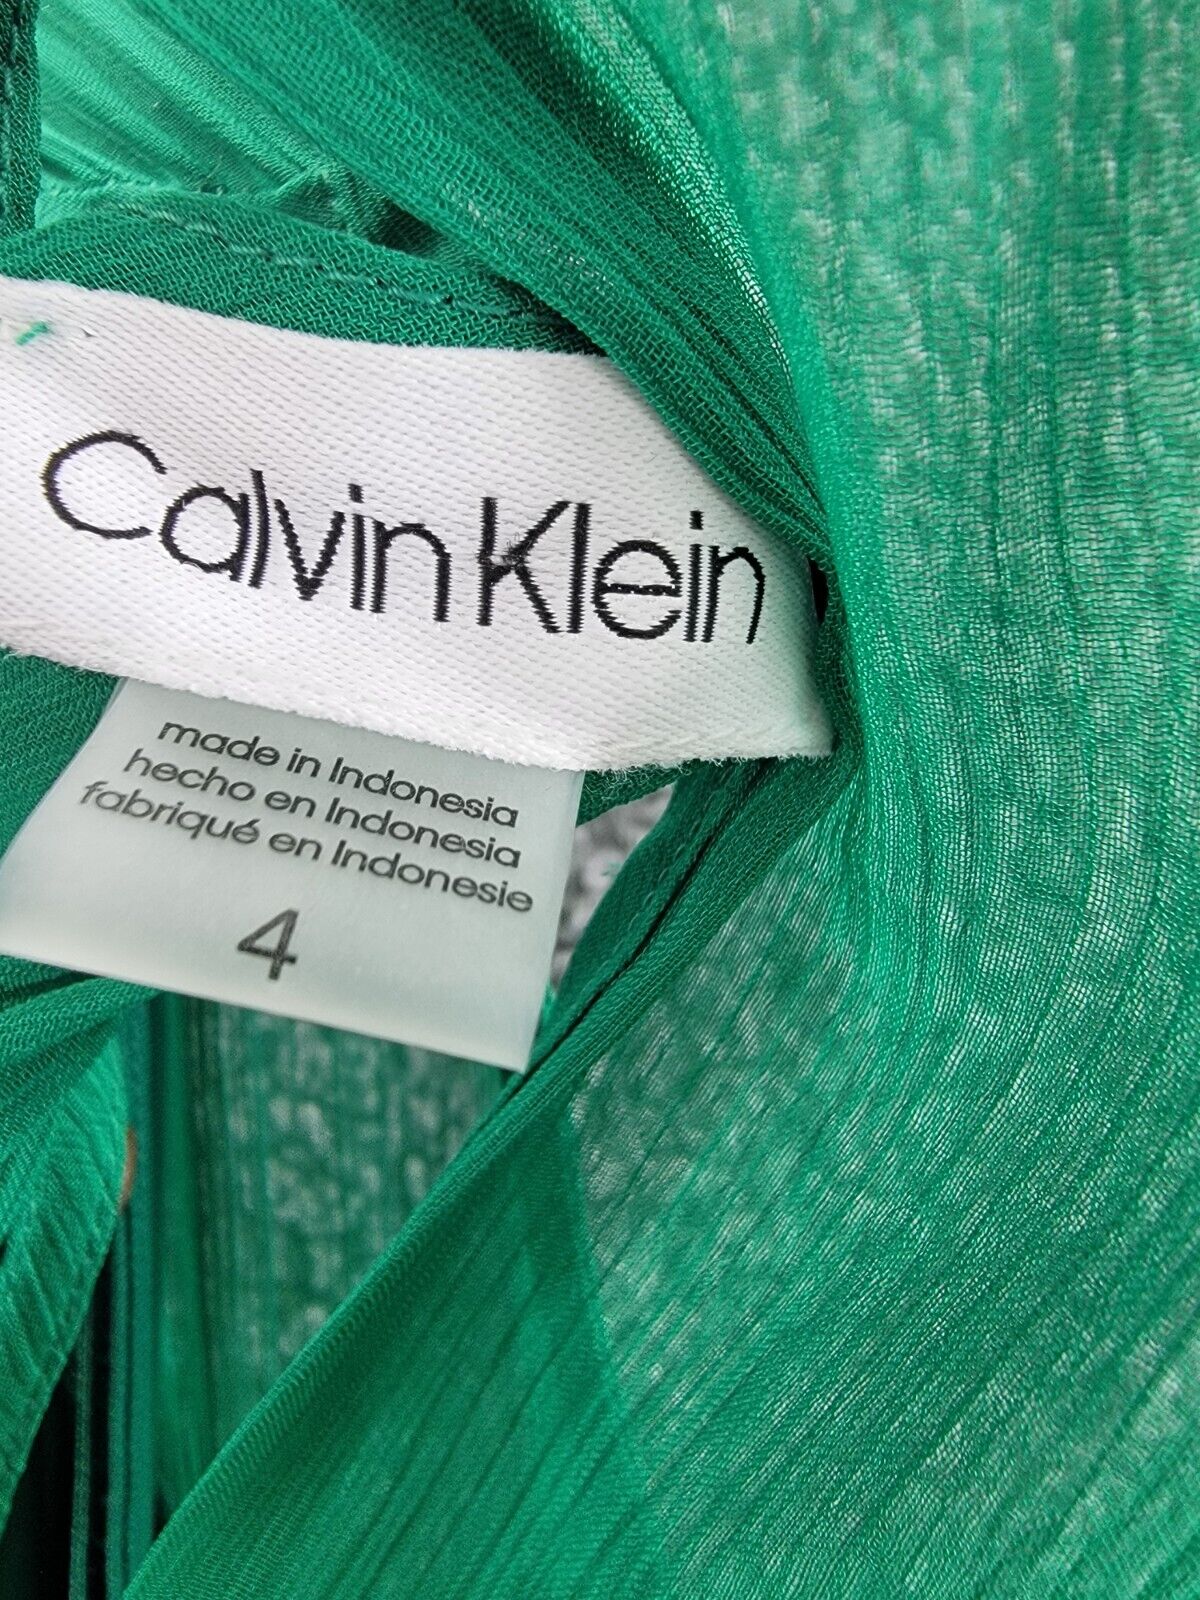 Calvin Klein
made in Indonesia
hecho en Indonesia
fabriqué en Indonesie
4